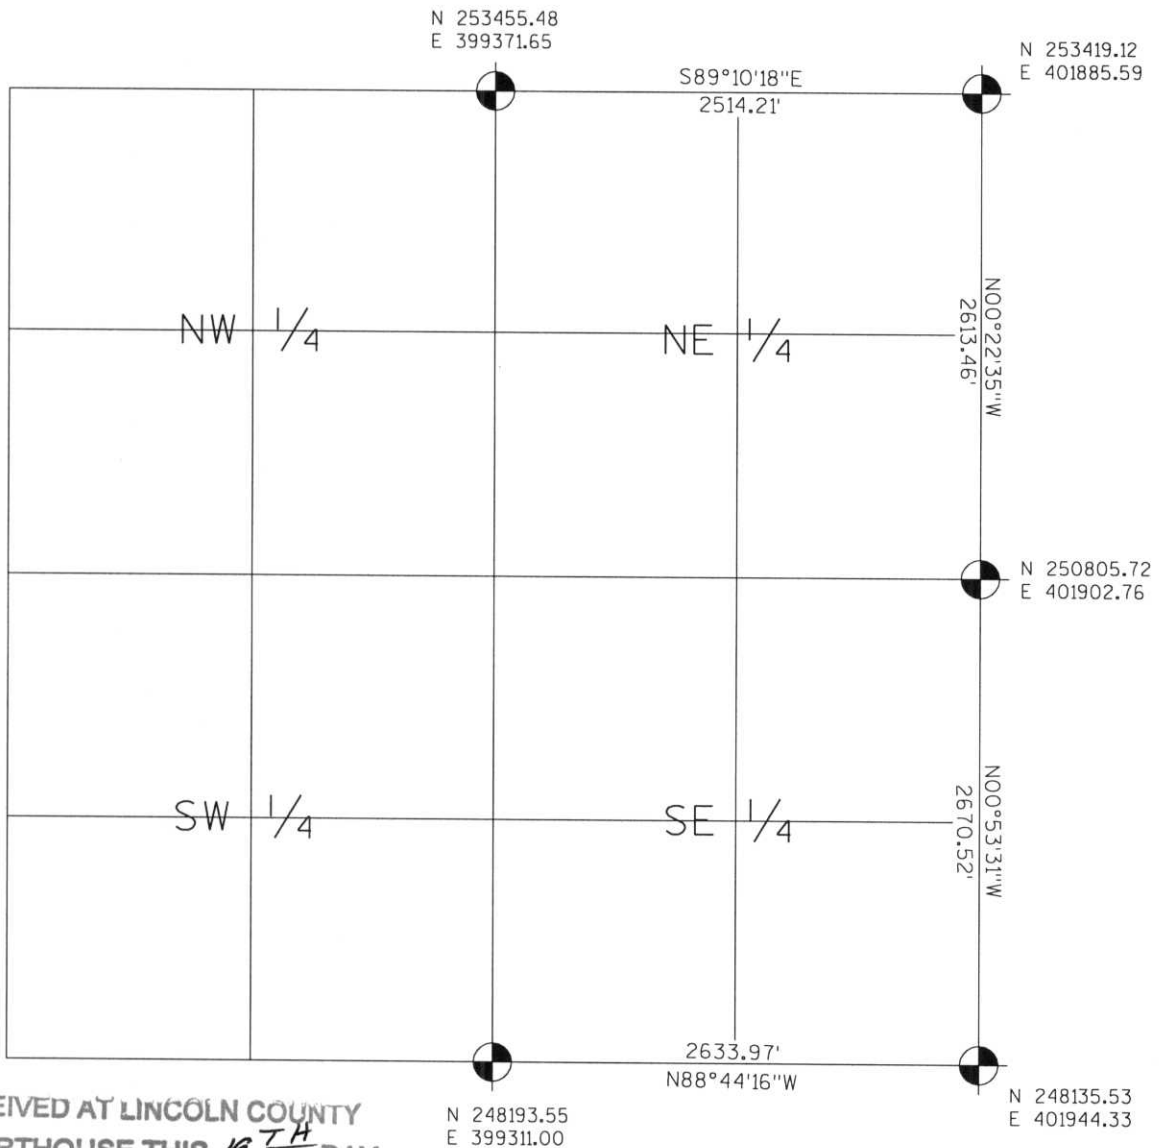 N 253455.48
E 399371.65
N 253419.12
E 401885.59
S89°10'18"E
2514.21'
NW 1/4
NE 1/4
N00°22'35"W
2613.46'
N 250805.72
E 401902.76
SW 1/4
SE 1/4
N00°53'31"W
2670.52'
2633.97'
N88°44'16"W
N 248193.55
E 399311.00
N 248135.53
E 401944.33
EIVED AT LINCOLN COUNTY